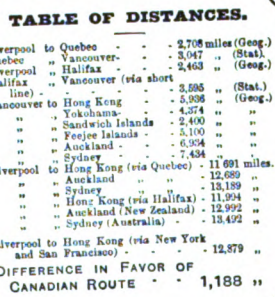 TABLE OF DISTANCES.
verpool to Quebec - - - 2,708 miles (Geog.)
uebec „ Vancouver- - - 3,047 „ (Stat).
verpool „ Halifax - - - 2,463 „ (Geog.)
alifax „ Vancouver (via short
line) - - - - - 3,595 „ (Stat.)
ancouver to Hong Kong - - 5,936 „ (Geog.)
„ „ Yokohama- - - 4,374 „ „
„ „ Sandwich Islands - 2,400 „ „
„ „ Feejee Islands - - 5,100 „ „
„ „ Auckland - - - 6,934 „ „
„ „ Sydney - - - 7,434
verpool to Hong Kong (via Quebec) - 11 691 miles.
„ „ Auckland „ „ - 12,689 „
„ „ Sydney „ „ - 13,189 „
„ „ Hong Kong (via Halifax) - 11,994 „
„ „ Auckland (New Zealand) - 12,992 „
„ „ Sydney (Australia) - - 13,492 „
iverpool to Hong Kong (via New York
and San Francisco) - - - 12,879 „
DIFFERENCE IN FAVOR OF
CANADIAN ROUTE - - 1,188 „